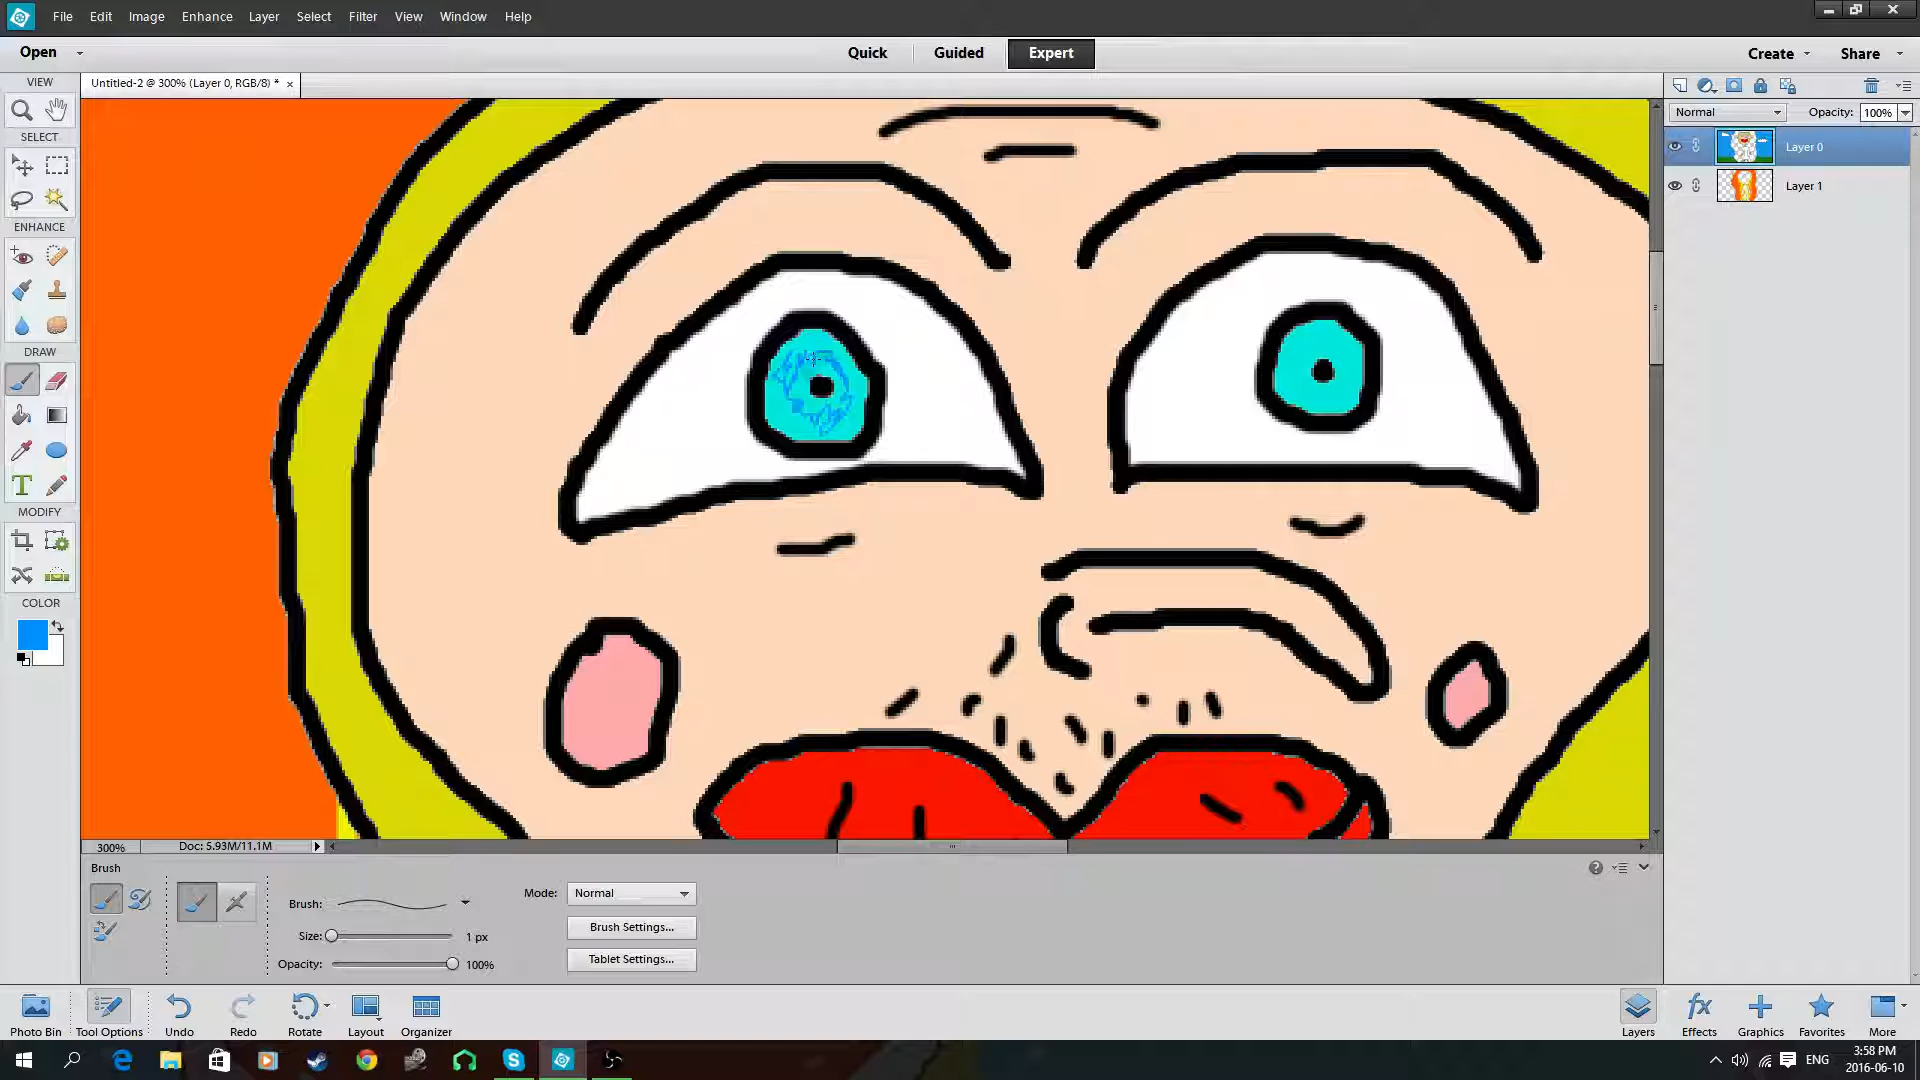 File Edit Image Enhance Layer Select Filter View Window Help
Open Quick Guided Expert Create Share
VIEW
Untitled-2 @ 300% (Layer 0, RGB/8) *
Normal Opacity: 100%
SELECT
Layer 0
Layer 1
ENHANCE
DRAW
T
MODIFY
COLOR
300% Doc: 5.93M/11.1M
Brush
Brush: Mode: Normal
Size: 1 px Brush Settings...
Opacity: 100% Tablet Settings...
fx
Photo Bin Tool Options Undo Redo Rotate Layout Organizer Layers Effects Graphics Favorites More
ENG 3:58 PM
2016-06-10